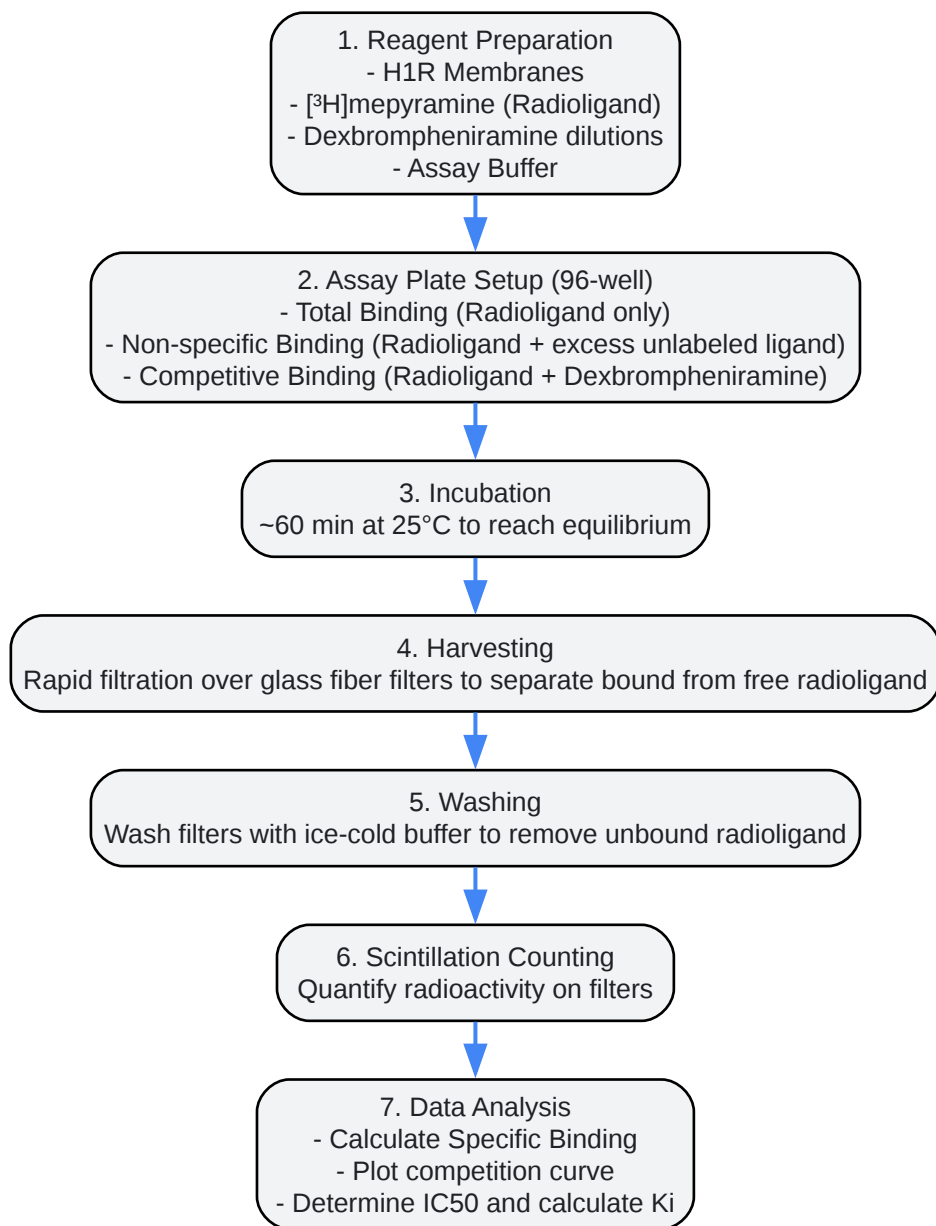 1. Reagent Preparation
- H1R Membranes
- [³H]mepyramine (Radioligand)
- Dexbrompheniramine dilutions
- Assay Buffer
2. Assay Plate Setup (96-well)
- Total Binding (Radioligand only)
- Non-specific Binding (Radioligand + excess unlabeled ligand)
- Competitive Binding (Radioligand + Dexbrompheniramine)
3. Incubation
~60 min at 25°C to reach equilibrium
4. Harvesting
Rapid filtration over glass fiber filters to separate bound from free radioligand
5. Washing
Wash filters with ice-cold buffer to remove unbound radioligand
6. Scintillation Counting
Quantify radioactivity on filters
7. Data Analysis
- Calculate Specific Binding
- Plot competition curve
- Determine IC50 and calculate Ki